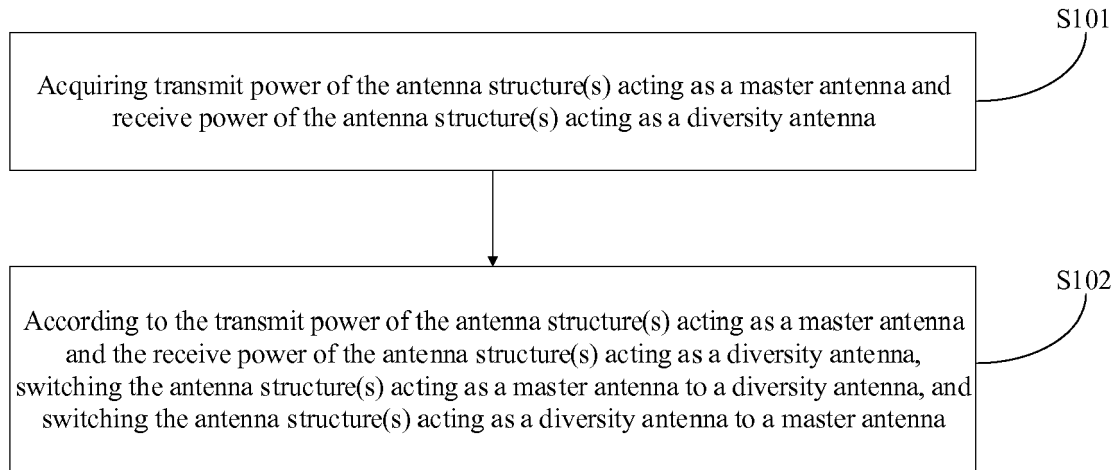 S101
Acquiring transmit power of the antenna structure(s) acting as a master antenna and
receive power of the antenna structure(s) acting as a diversity antenna
S102
According to the transmit power of the antenna structure(s) acting as a master antenna
and the receive power of the antenna structure(s) acting as a diversity antenna,
switching the antenna structure(s) acting as a master antenna to a diversity antenna, and
switching the antenna structure(s) acting as a diversity antenna to a master antenna